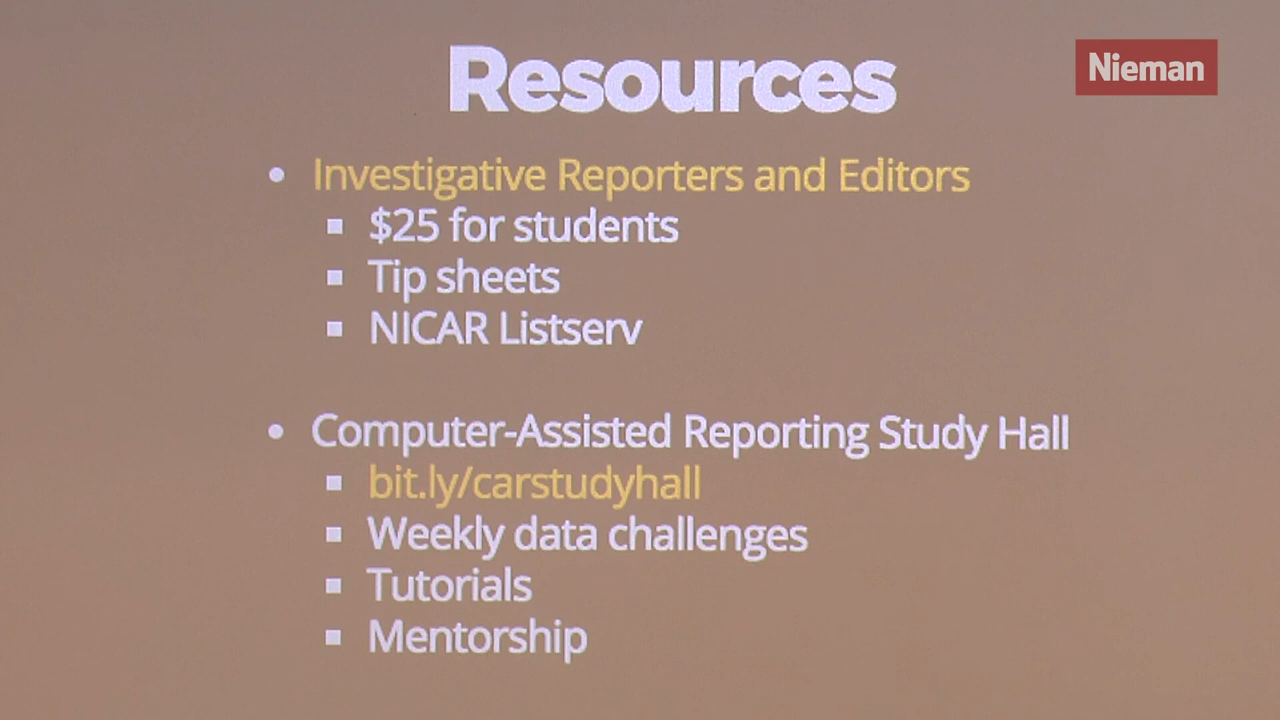 Resources
Nieman
• Investigative Reporters and Editors
▪ $25 for students
▪ Tip sheets
▪ NICAR Listserv
• Computer-Assisted Reporting Study Hall
▪ bit.ly/carstudyhall
▪ Weekly data challenges
▪ Tutorials
▪ Mentorship